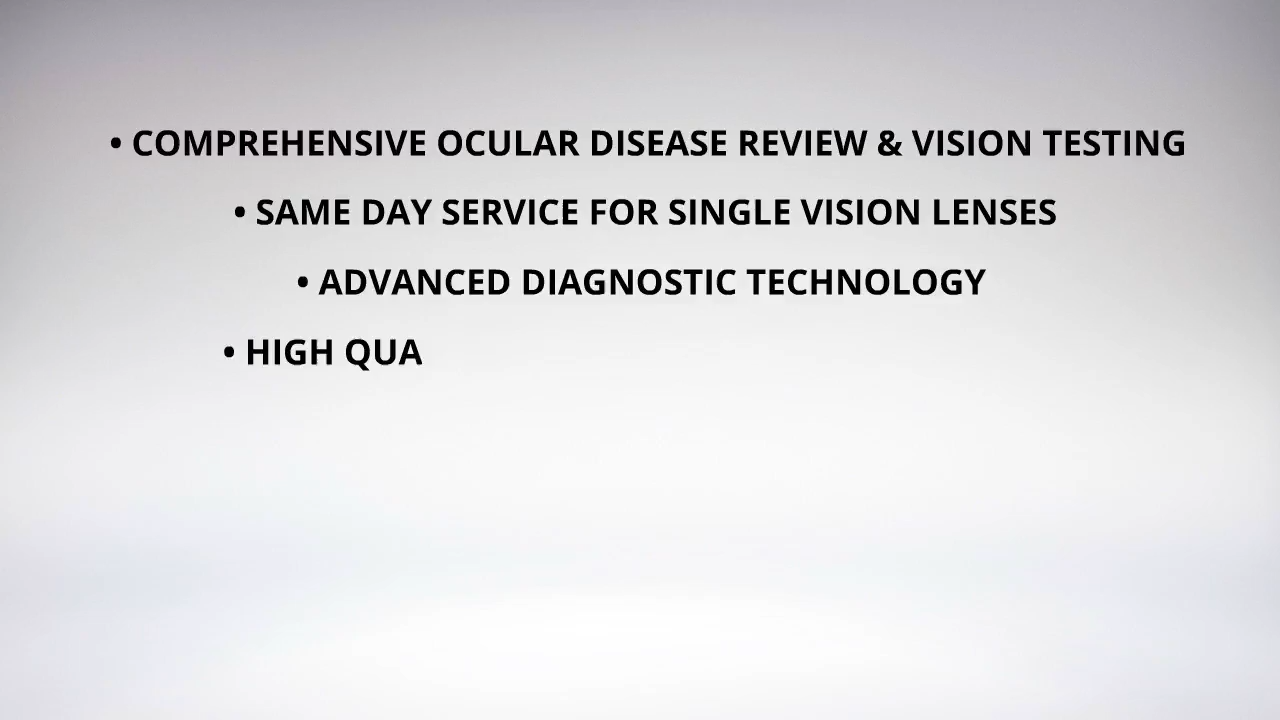 • COMPREHENSIVE OCULAR DISEASE REVIEW & VISION TESTING
• SAME DAY SERVICE FOR SINGLE VISION LENSES
• ADVANCED DIAGNOSTIC TECHNOLOGY
• HIGH QUA